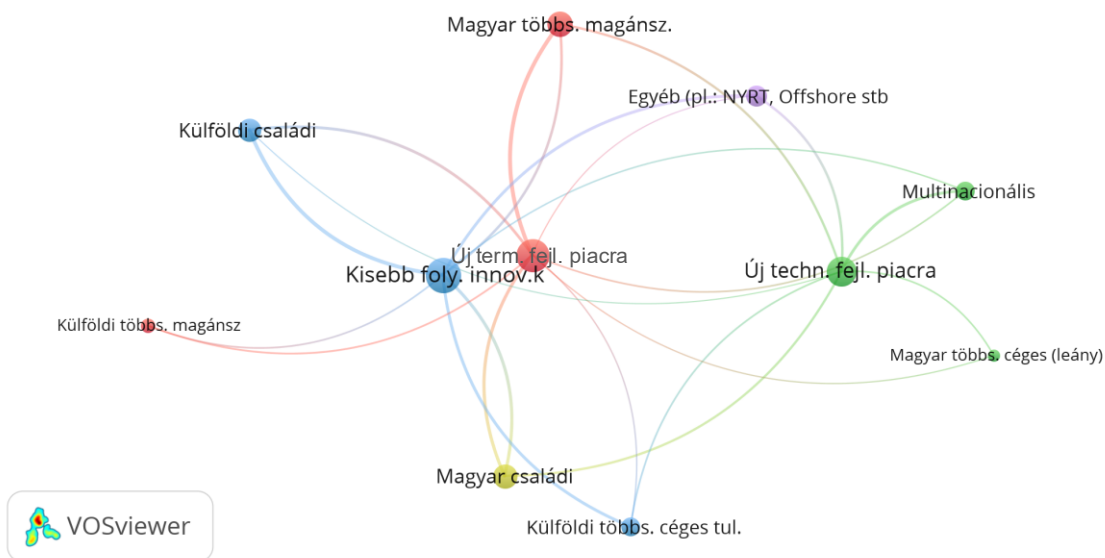 Magyar többs. magánsz.
Egyéb (pl.: NYRT, Offshore stb
Külföldi családi
Multinacionális
Új term. fejl. piacra
Kisebb foly. innov.k
Új techn. fejl. piacra
Külföldi többs. magánsz
Magyar többs. céges (leány)
Magyar családi
Külföldi többs. céges tul.
VOSviewer